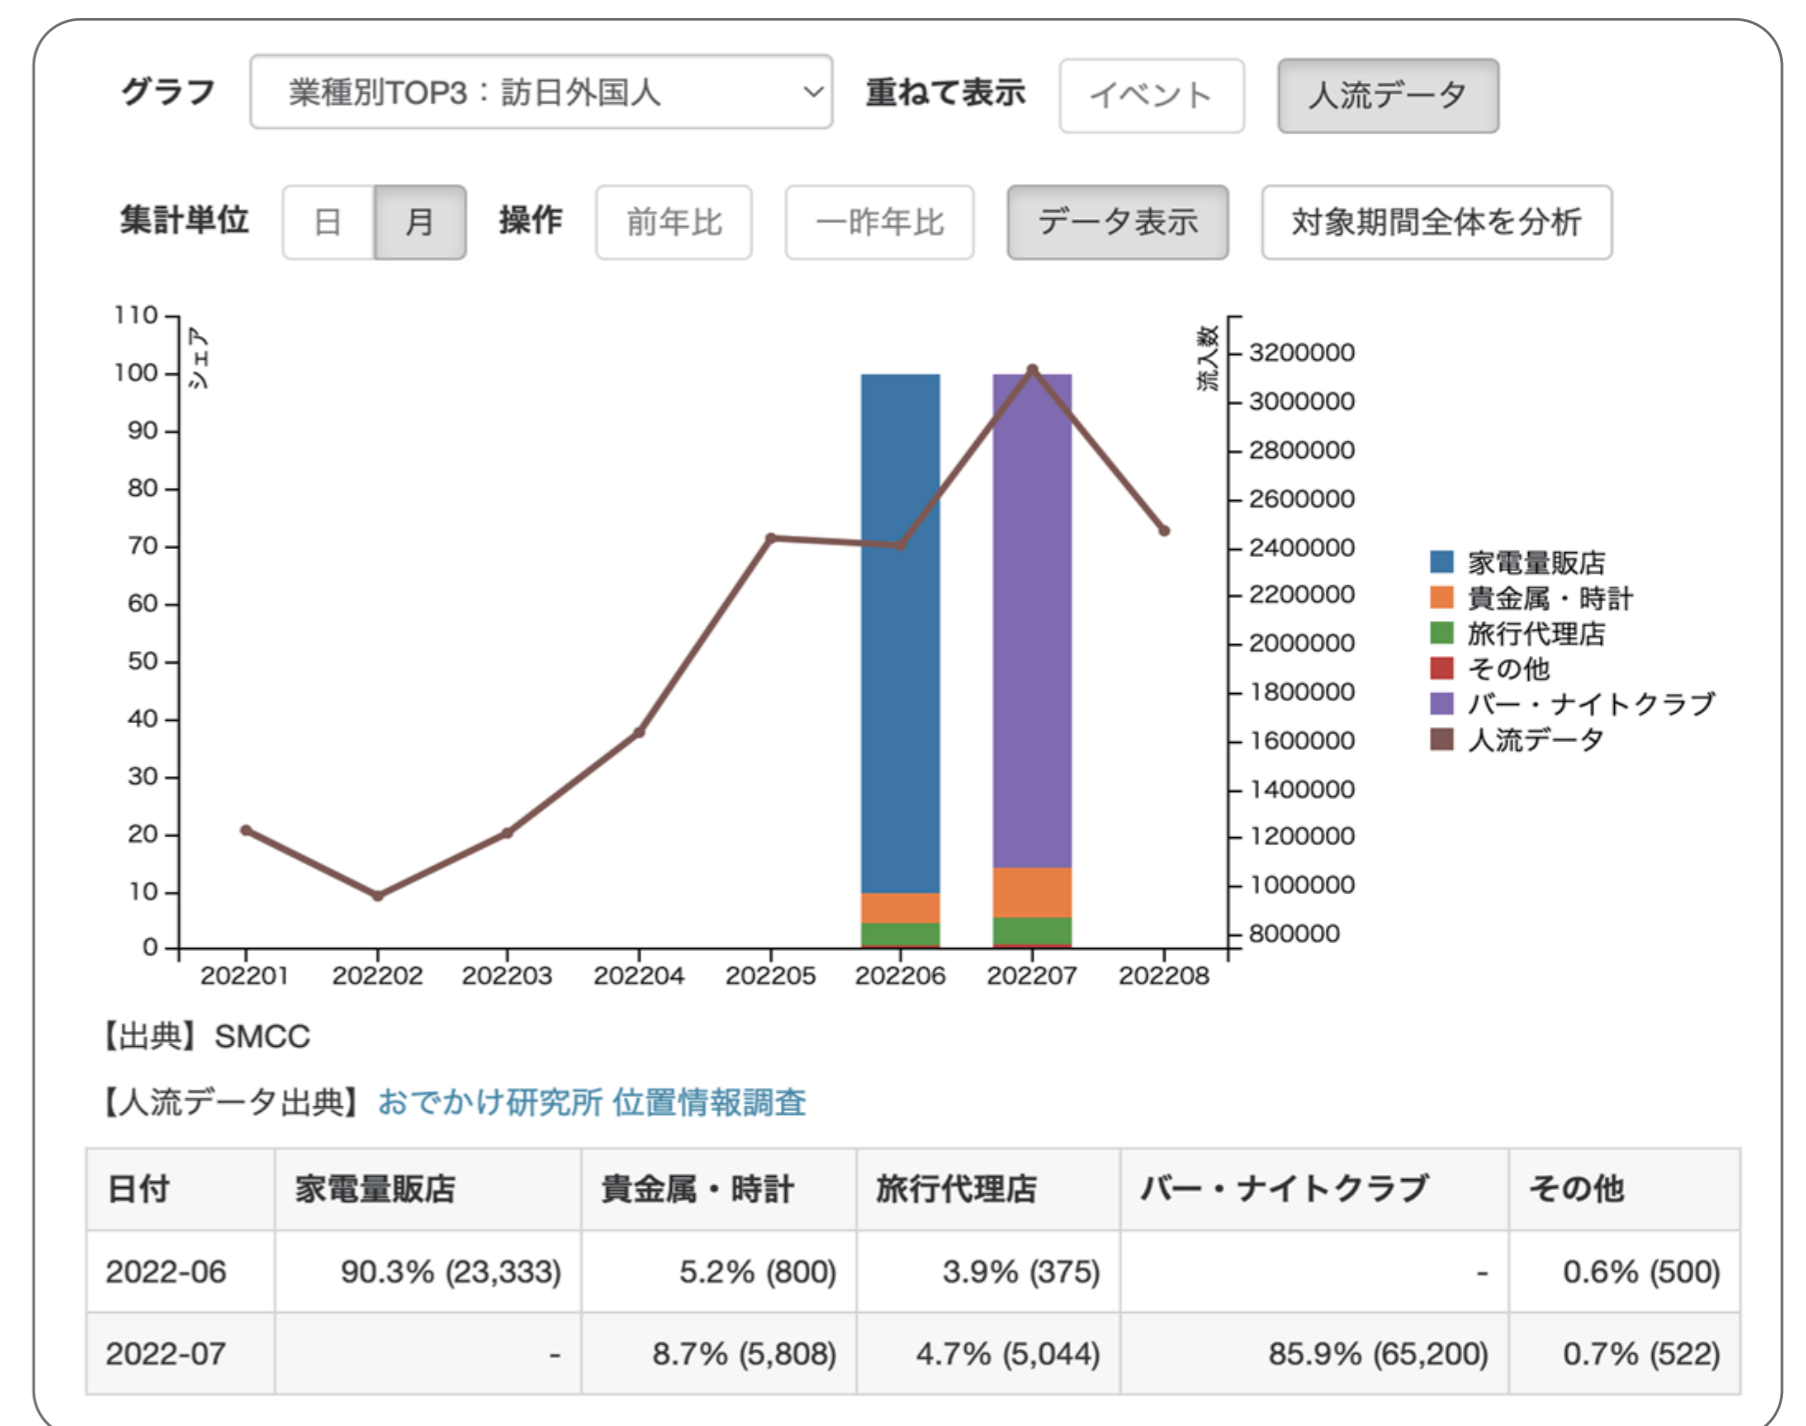 グラフ 業種別TOP3：訪日外国人 重ねて表示 イベント 人流データ
集計単位 日 月 操作 前年比 一昨年比 データ表示 対象期間全体を分析
シェア
110
100
90
80
70
60
50
40
30
20
10
0
流入数
3200000
3000000
2800000
2600000
2400000
2200000
2000000
1800000
1600000
1400000
1200000
1000000
800000
家電量販店
貴金属・時計
旅行代理店
その他
バー・ナイトクラブ
人流データ
202201 202202 202203 202204 202205 202206 202207 202208
【出典】SMCC
【人流データ出典】おでかけ研究所 位置情報調査
日付 家電量販店 貴金属・時計 旅行代理店 バー・ナイトクラブ その他
2022-06 90.3% (23,333) 5.2% (800) 3.9% (375) - 0.6% (500)
2022-07 - 8.7% (5,808) 4.7% (5,044) 85.9% (65,200) 0.7% (522)